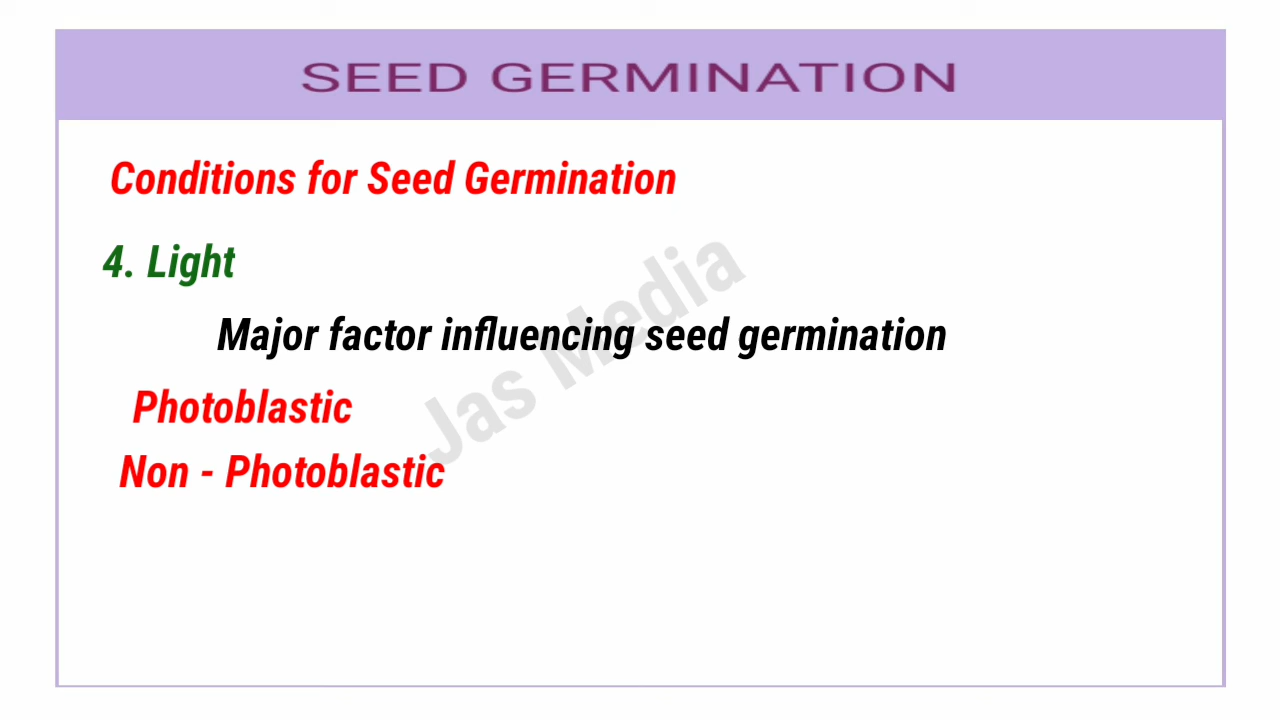 SEED GERMINATION
Conditions for Seed Germination
4. Light
Major factor influencing seed germination
Photoblastic
Non - Photoblastic
Jas Media